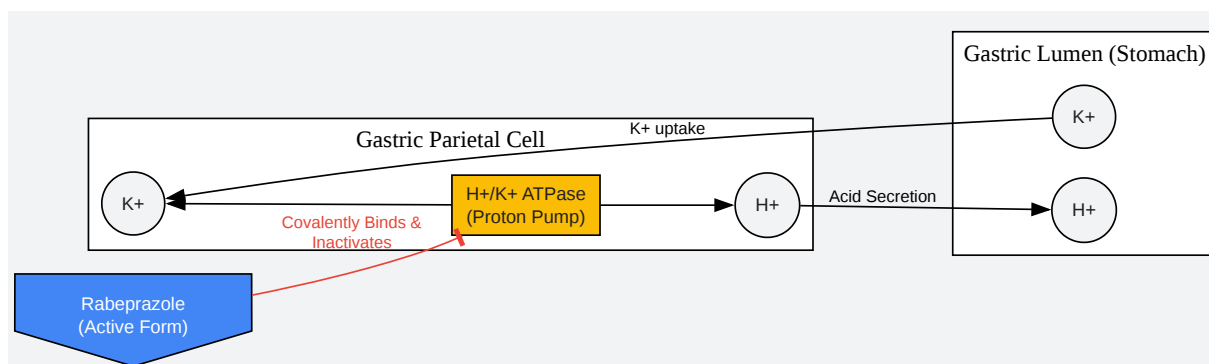 Gastric Lumen (Stomach)
K+
K+ uptake
Gastric Parietal Cell
K+
H+/K+ ATPase
(Proton Pump)
H+
Acid Secretion
H+
Covalently Binds &
Inactivates
Rabeprazole
(Active Form)